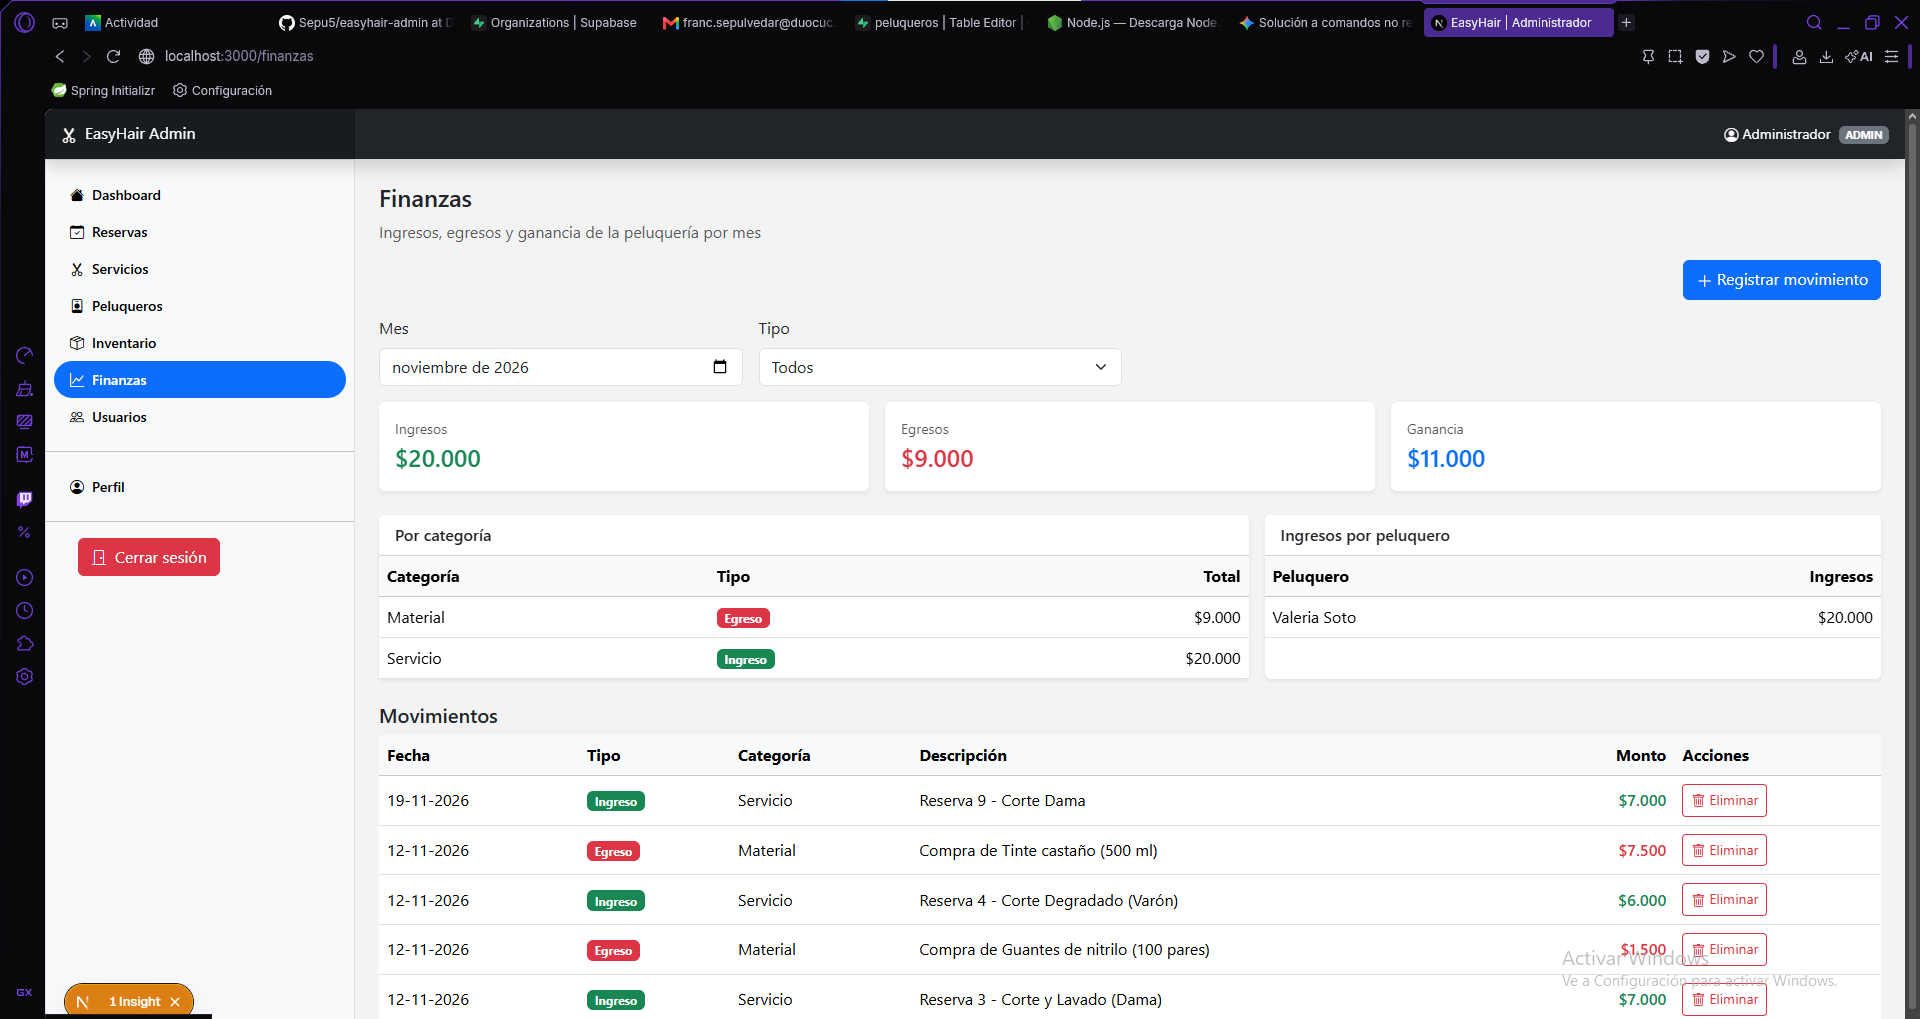 Actividad
Sepu5/easyhair-admin at D
Organizations | Supabase
franc.sepulvedar@duocuc.
peluqueros | Table Editor |
Node.js — Descarga Node.
Solución a comandos no re
EasyHair | Administrador
localhost:3000/finanzas
AI
Spring Initializr
Configuración
EasyHair Admin
Administrador ADMIN
Dashboard
Reservas
Servicios
Peluqueros
Inventario
Finanzas
Usuarios
Perfil
Cerrar sesión
Finanzas
Ingresos, egresos y ganancia de la peluquería por mes
+ Registrar movimiento
Mes
Tipo
noviembre de 2026
Todos
Ingresos
$20.000
Egresos
$9.000
Ganancia
$11.000
Por categoría
Categoría Tipo Total
Material Egreso $9.000
Servicio Ingreso $20.000
Ingresos por peluquero
Peluquero Ingresos
Valeria Soto $20.000
Movimientos
Fecha Tipo Categoría Descripción Monto Acciones
19-11-2026 Ingreso Servicio Reserva 9 - Corte Dama $7.000 Eliminar
12-11-2026 Egreso Material Compra de Tinte castaño (500 ml) $7.500 Eliminar
12-11-2026 Ingreso Servicio Reserva 4 - Corte Degradado (Varón) $6.000 Eliminar
12-11-2026 Egreso Material Compra de Guantes de nitrilo (100 pares) $1.500 Eliminar
12-11-2026 Ingreso Servicio Reserva 3 - Corte y Lavado (Dama) $7.000 Eliminar
Activar Windows
Ve a Configuración para activar Windows.
GX
N 1 Insight ×